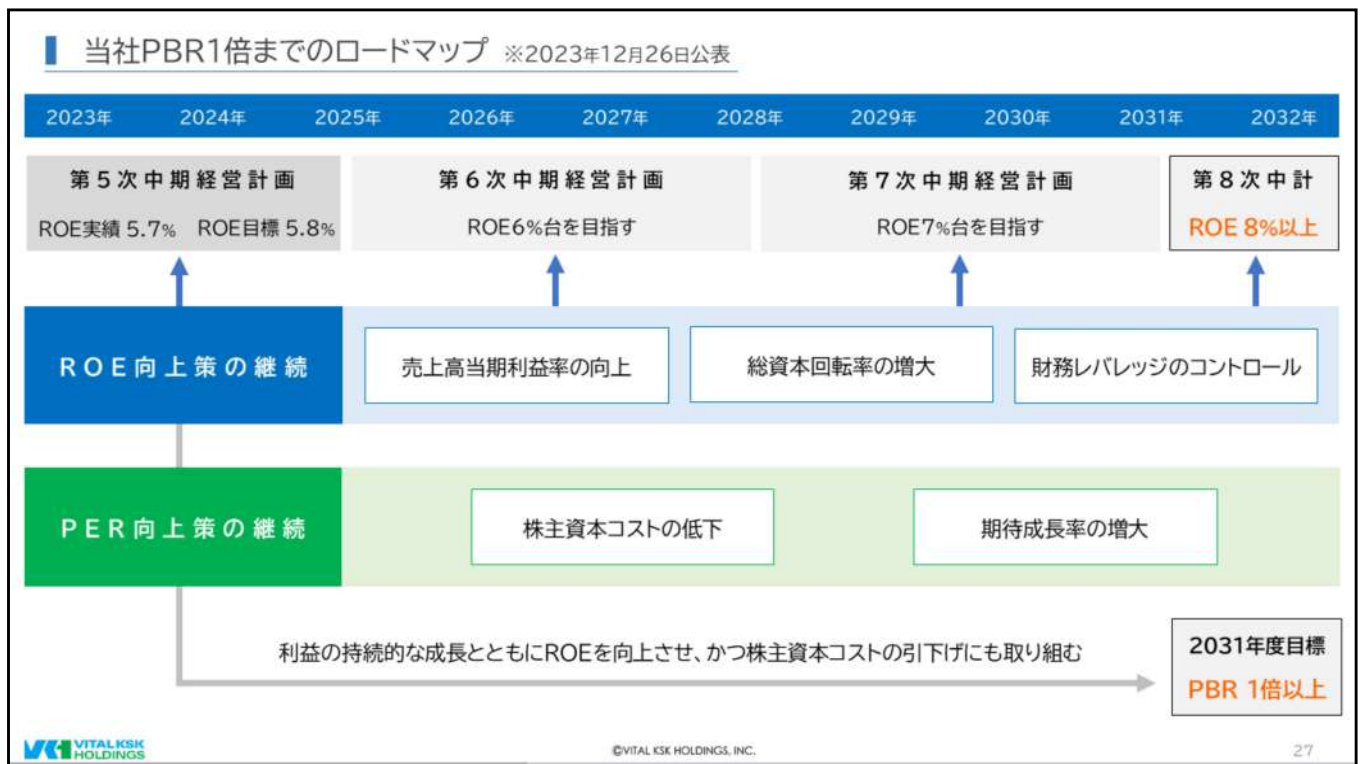 当社PBR1倍までのロードマップ ※2023年12月26日公表
2023年 2024年 2025年 2026年 2027年 2028年 2029年 2030年 2031年 2032年
第5次中期経営計画
ROE実績 5.7% ROE目標 5.8%
第6次中期経営計画
ROE6%台を目指す
第7次中期経営計画
ROE7%台を目指す
第8次中計
ROE 8%以上
ROE向上策の継続
売上高当期利益率の向上
総資本回転率の増大
財務レバレッジのコントロール
PER向上策の継続
株主資本コストの低下
期待成長率の増大
利益の持続的な成長とともにROEを向上させ、かつ株主資本コストの引下げにも取り組む
2031年度目標
PBR 1倍以上
VITAL KSK
HOLDINGS
©VITAL KSK HOLDINGS, INC.
27